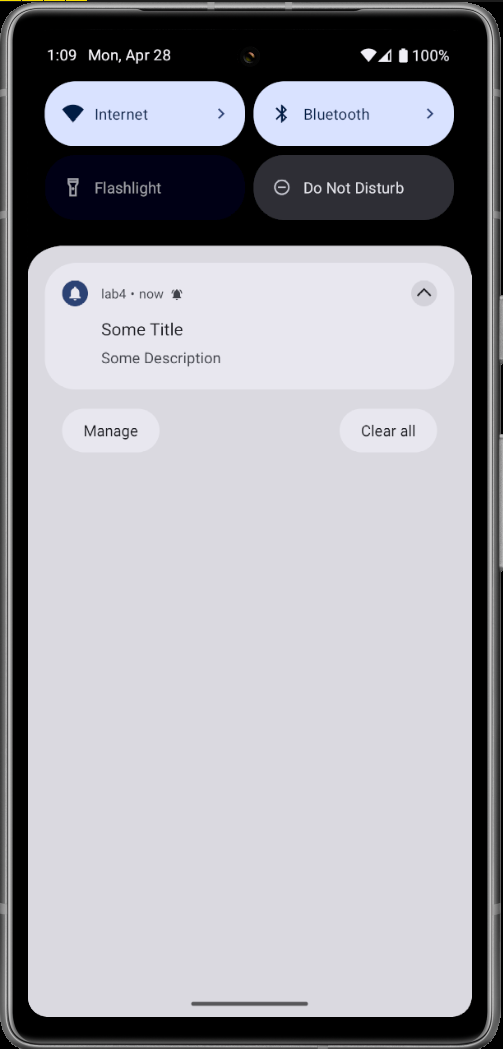 1:09 Mon, Apr 28 100%
Internet Bluetooth
Flashlight Do Not Disturb
lab4 • now
Some Title
Some Description
Manage Clear all